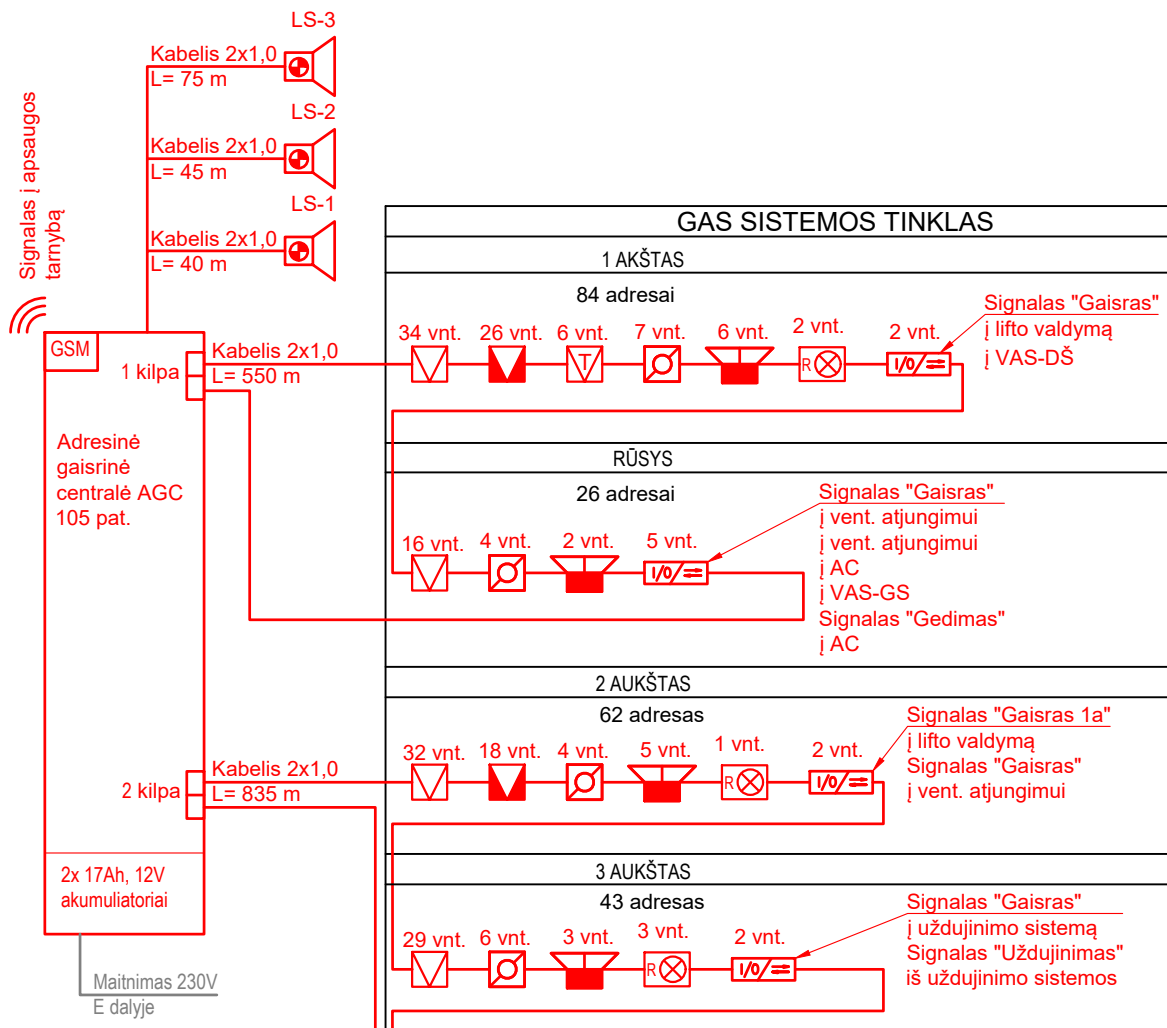 LS-3
Kabelis 2x1,0
L= 75 m
LS-2
Kabelis 2x1,0
L= 45 m
LS-1
Kabelis 2x1,0
L= 40 m
Signalas į apsaugos
tarnybą
GSM
1 kilpa
Kabelis 2x1,0
L= 550 m
Adresinė
gaisrinė
centralė AGC
105 pat.
2 kilpa
Kabelis 2x1,0
L= 835 m
2x 17Ah, 12V
akumuliatoriai
Maitnimas 230V
E dalyje
GAS SISTEMOS TINKLAS
1 AKŠTAS
84 adresai
34 vnt. 26 vnt. 6 vnt. 7 vnt. 6 vnt. 2 vnt. 2 vnt.
T R I/O/
Signalas "Gaisras"
į lifto valdymą
į VAS-DŠ
RŪSYS
26 adresai
16 vnt. 4 vnt. 2 vnt. 5 vnt.
I/O/
Signalas "Gaisras"
į vent. atjungimui
į vent. atjungimui
į AC
į VAS-GS
Signalas "Gedimas"
į AC
2 AUKŠTAS
62 adresas
32 vnt. 18 vnt. 4 vnt. 5 vnt. 1 vnt. 2 vnt.
R I/O/
Signalas "Gaisras 1a"
į lifto valdymą
Signalas "Gaisras"
į vent. atjungimui
3 AUKŠTAS
43 adresas
29 vnt. 6 vnt. 3 vnt. 3 vnt. 2 vnt.
R I/O/
Signalas "Gaisras"
į uždujinimo sistemą
Signalas "Uždujinimas"
iš uždujinimo sistemos